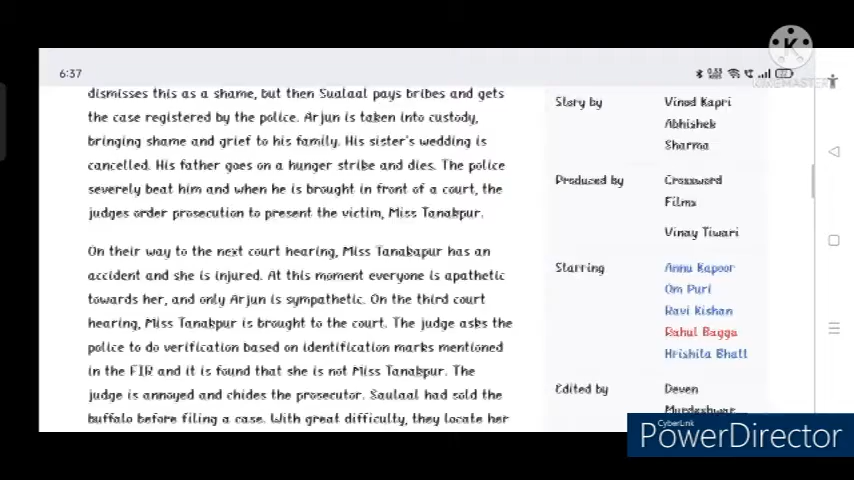 KINEMASTER
6:37
dismisses this as a shame, but then Sualaal pays bribes and gets
the case registered by the police. Arjun is taken into custody,
bringing shame and grief to his family. His sister's wedding is
cancelled. His father goes on a hunger strike and dies. The police
severely beat him and when he is brought in front of a court, the
judges order prosecution to present the victim, Miss Tanakpur.
On their way to the next court hearing, Miss Tanakapur has an
accident and she is injured. At this moment everyone is apathetic
towards her, and only Arjun is sympathetic. On the third court
hearing, Miss Tanakpur is brought to the court. The judge asks the
police to do verification based on identification marks mentioned
in the FIR and it is found that she is not Miss Tanakpur. The
judge is annoyed and chides the prosecutor. Saulaal had sold the
buffalo before filing a case. With great difficulty, they locate her
Story by Vinod Kapri
Abhishek
Sharma
Produced by Crossword
Films
Vinay Tiwari
Starring Annu Kapoor
Om Puri
Ravi Kishan
Rahul Bagga
Hrishita Bhatt
Edited by Deven
Murdeshwar
CyberLink
PowerDirector